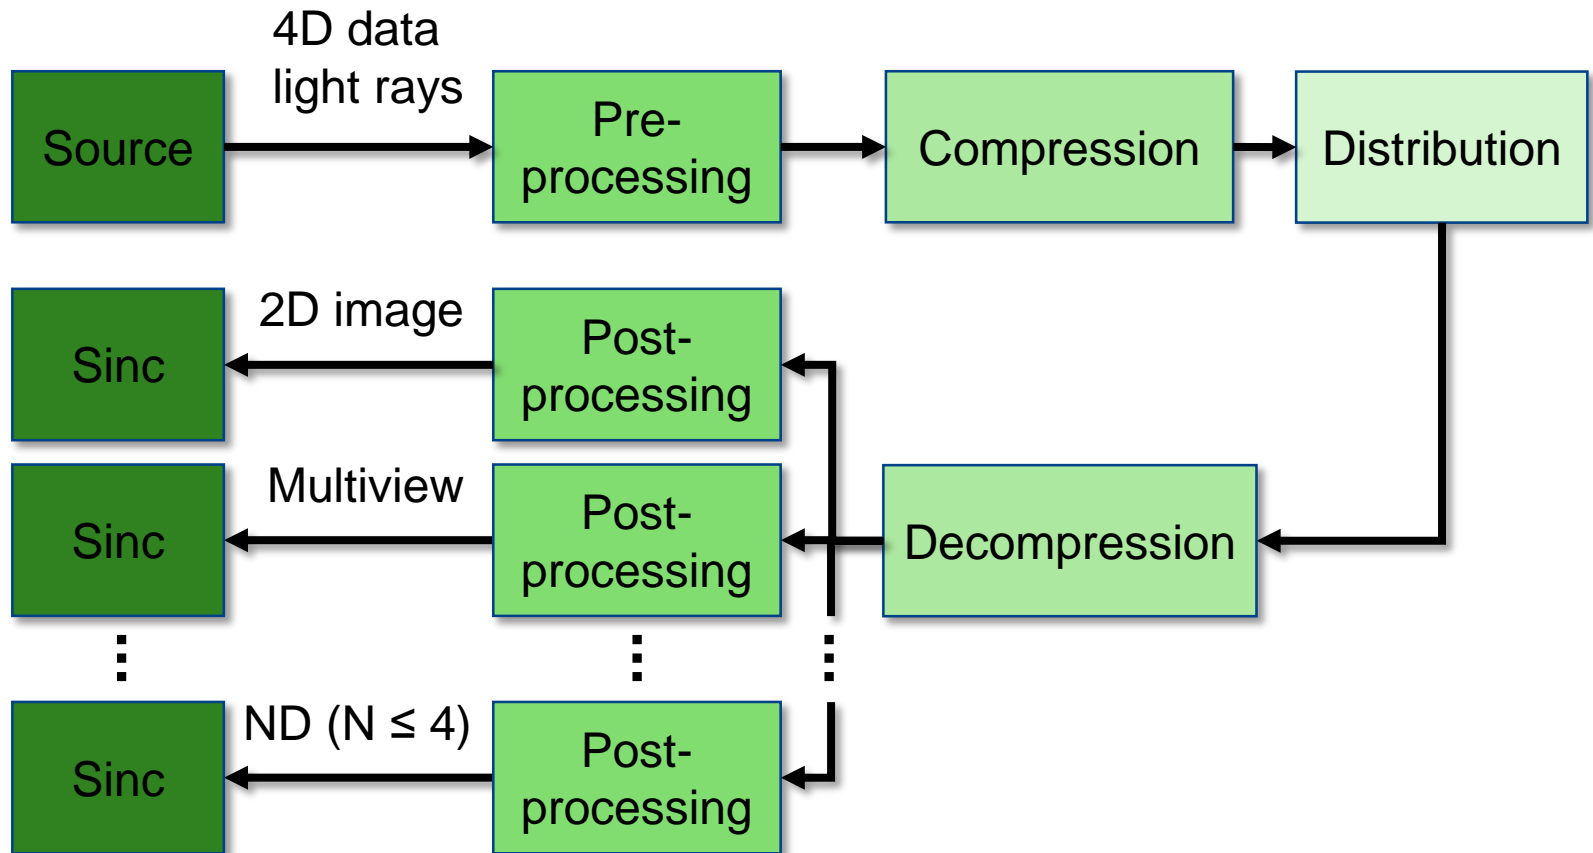 4D data
light rays
Source
Pre-
processing
Compression
Distribution
2D image
Sinc
Post-
processing
Multiview
Sinc
Post-
processing
Decompression
ND (N ≤ 4)
Sinc
Post-
processing